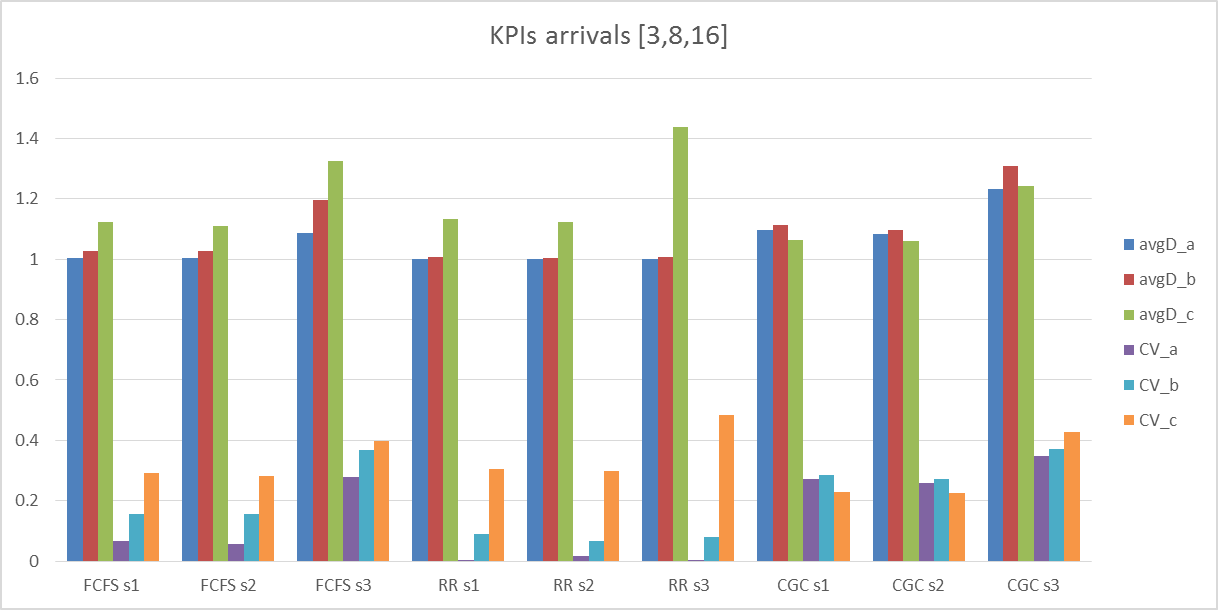 KPIs arrivals [3,8,16]
1.6
1.4
1.2
1
0.8
0.6
0.4
0.2
0
FCFS s1 FCFS s2 FCFS s3 RR s1 RR s2 RR s3 CGC s1 CGC s2 CGC s3
avgD_a
avgD_b
avgD_c
CV_a
CV_b
CV_c